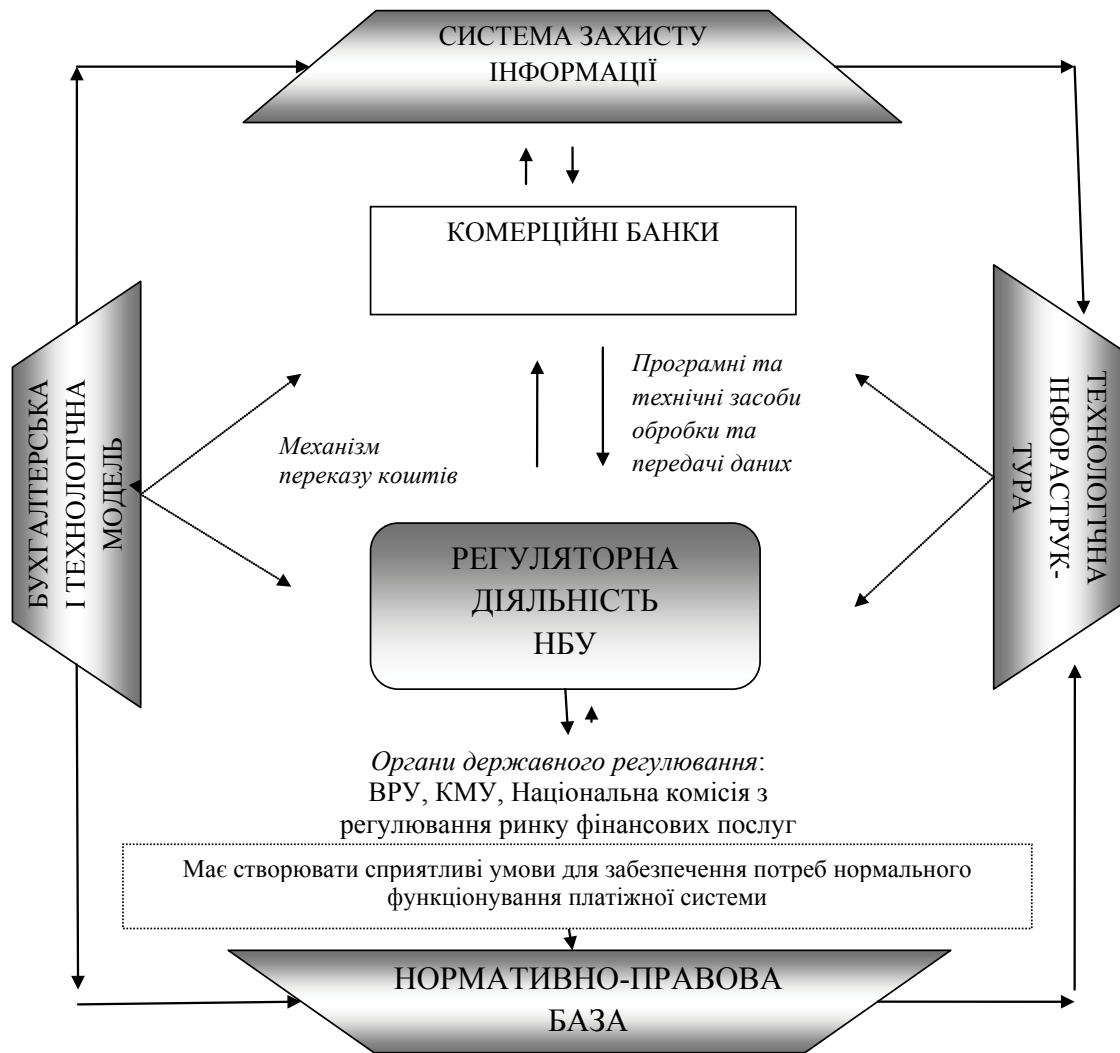 СИСТЕМА ЗАХИСТУ
ІНФОРМАЦІЇ
КОМЕРЦІЙНІ БАНКИ
БУХГАЛТЕРСЬКА
І ТЕХНОЛОГІЧНА
МОДЕЛЬ
Механізм
переказу коштів
Програмні та
технічні засоби
обробки та
передачі даних
ТЕХНОЛОГІЧНА
ІНФОРАСТРУК-
ТУРА
РЕГУЛЯТОРНА
ДІЯЛЬНІСТЬ
НБУ
Органи державного регулювання:
ВРУ, КМУ, Національна комісія з
регулювання ринку фінансових послуг
Має створювати сприятливі умови для забезпечення потреб нормального
функціонування платіжної системи
НОРМАТИВНО-ПРАВОВА
БАЗА